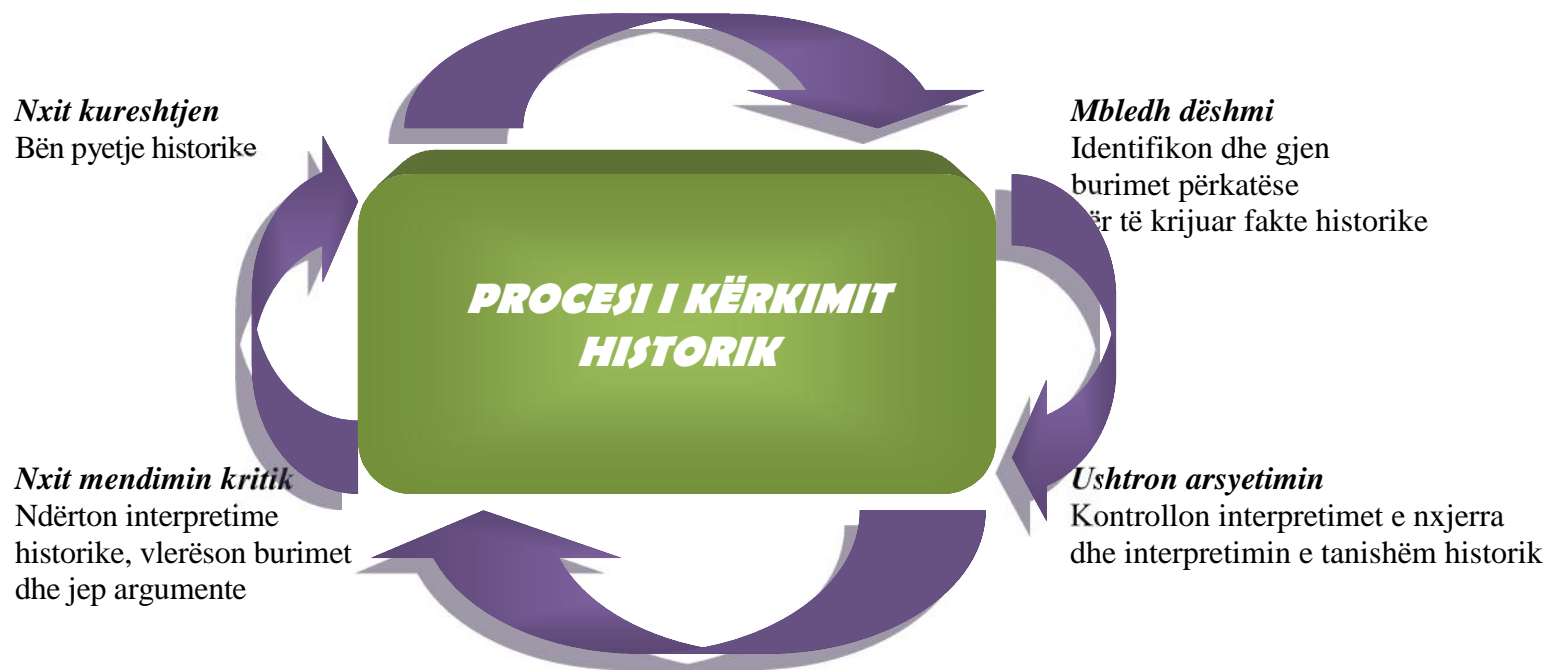 Nxit kureshtjen
Bën pyetje historike
Mbledh dëshmi
Identifikon dhe gjen
burimet përkatëse
për të krijuar fakte historike
PROCESI I KËRKIMIT
HISTORIK
Nxit mendimin kritik
Ndërton interpretime
historike, vlerëson burimet
dhe jep argumente
Ushtron arsyetimin
Kontrollon interpretimet e nxjerra
dhe interpretimin e tanishëm historik